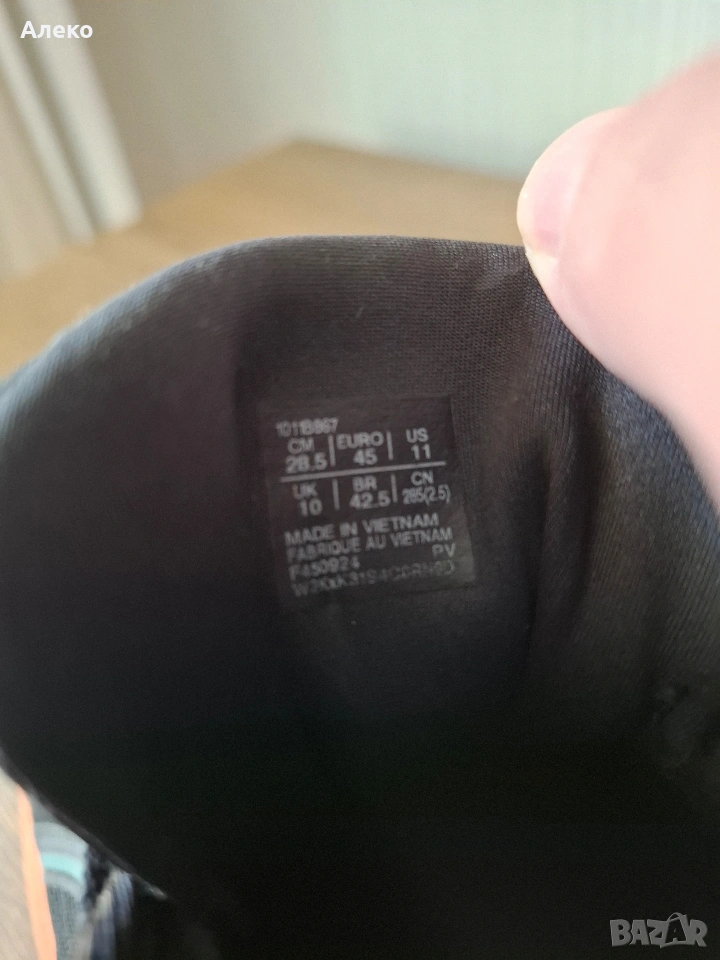 Алеко
1011B867
CM EURO US
28.5 45 11
UK BR CN
10 42.5 285(2.5)
MADE IN VIETNAM
FABRIQUE AU VIETNAM
F450924 PV
BAZAR